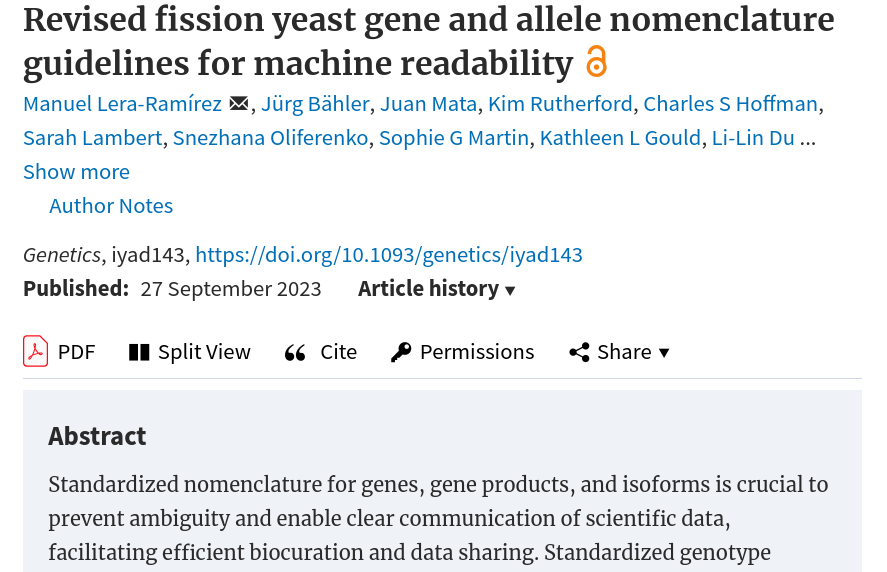 Revised fission yeast gene and allele nomenclature
guidelines for machine readability
Manuel Lera-Ramírez , Jürg Bähler, Juan Mata, Kim Rutherford, Charles S Hoffman,
Sarah Lambert, Snezhana Oliferenko, Sophie G Martin, Kathleen L Gould, Li-Lin Du ...
Show more
Author Notes
Genetics, iyad143, https://doi.org/10.1093/genetics/iyad143
Published: 27 September 2023 Article history ▼
PDF Split View Cite Permissions Share ▼
Abstract
Standardized nomenclature for genes, gene products, and isoforms is crucial to
prevent ambiguity and enable clear communication of scientific data,
facilitating efficient biocuration and data sharing. Standardized genotype